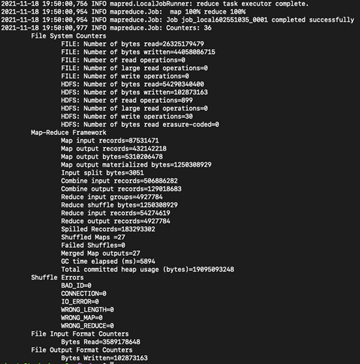 2021-11-18 19:50:00,756 INFO mapred.LocalJobRunner: reduce task executor complete.
2021-11-18 19:50:00,954 INFO mapreduce.Job:  map 100% reduce 100%
2021-11-18 19:50:00,954 INFO mapreduce.Job: Job job_local602551035_0001 completed successfully
2021-11-18 19:50:00,977 INFO mapreduce.Job: Counters: 36
File System Counters
FILE: Number of bytes read=26325179479
FILE: Number of bytes written=44058086715
FILE: Number of read operations=0
FILE: Number of large read operations=0
FILE: Number of write operations=0
HDFS: Number of bytes read=54290340400
HDFS: Number of bytes written=102873163
HDFS: Number of read operations=899
HDFS: Number of large read operations=0
HDFS: Number of write operations=30
HDFS: Number of bytes read erasure-coded=0
Map-Reduce Framework
Map input records=87531471
Map output records=432142218
Map output bytes=5310206478
Map output materialized bytes=1250308929
Input split bytes=3051
Combine input records=506886282
Combine output records=129018683
Reduce input groups=4927784
Reduce shuffle bytes=1250308929
Reduce input records=54274619
Reduce output records=4927784
Spilled Records=183293302
Shuffled Maps =27
Failed Shuffles=0
Merged Map outputs=27
GC time elapsed (ms)=5894
Total committed heap usage (bytes)=19095093248
Shuffle Errors
BAD_ID=0
CONNECTION=0
IO_ERROR=0
WRONG_LENGTH=0
WRONG_MAP=0
WRONG_REDUCE=0
File Input Format Counters
Bytes Read=3589178648
File Output Format Counters
Bytes Written=102873163